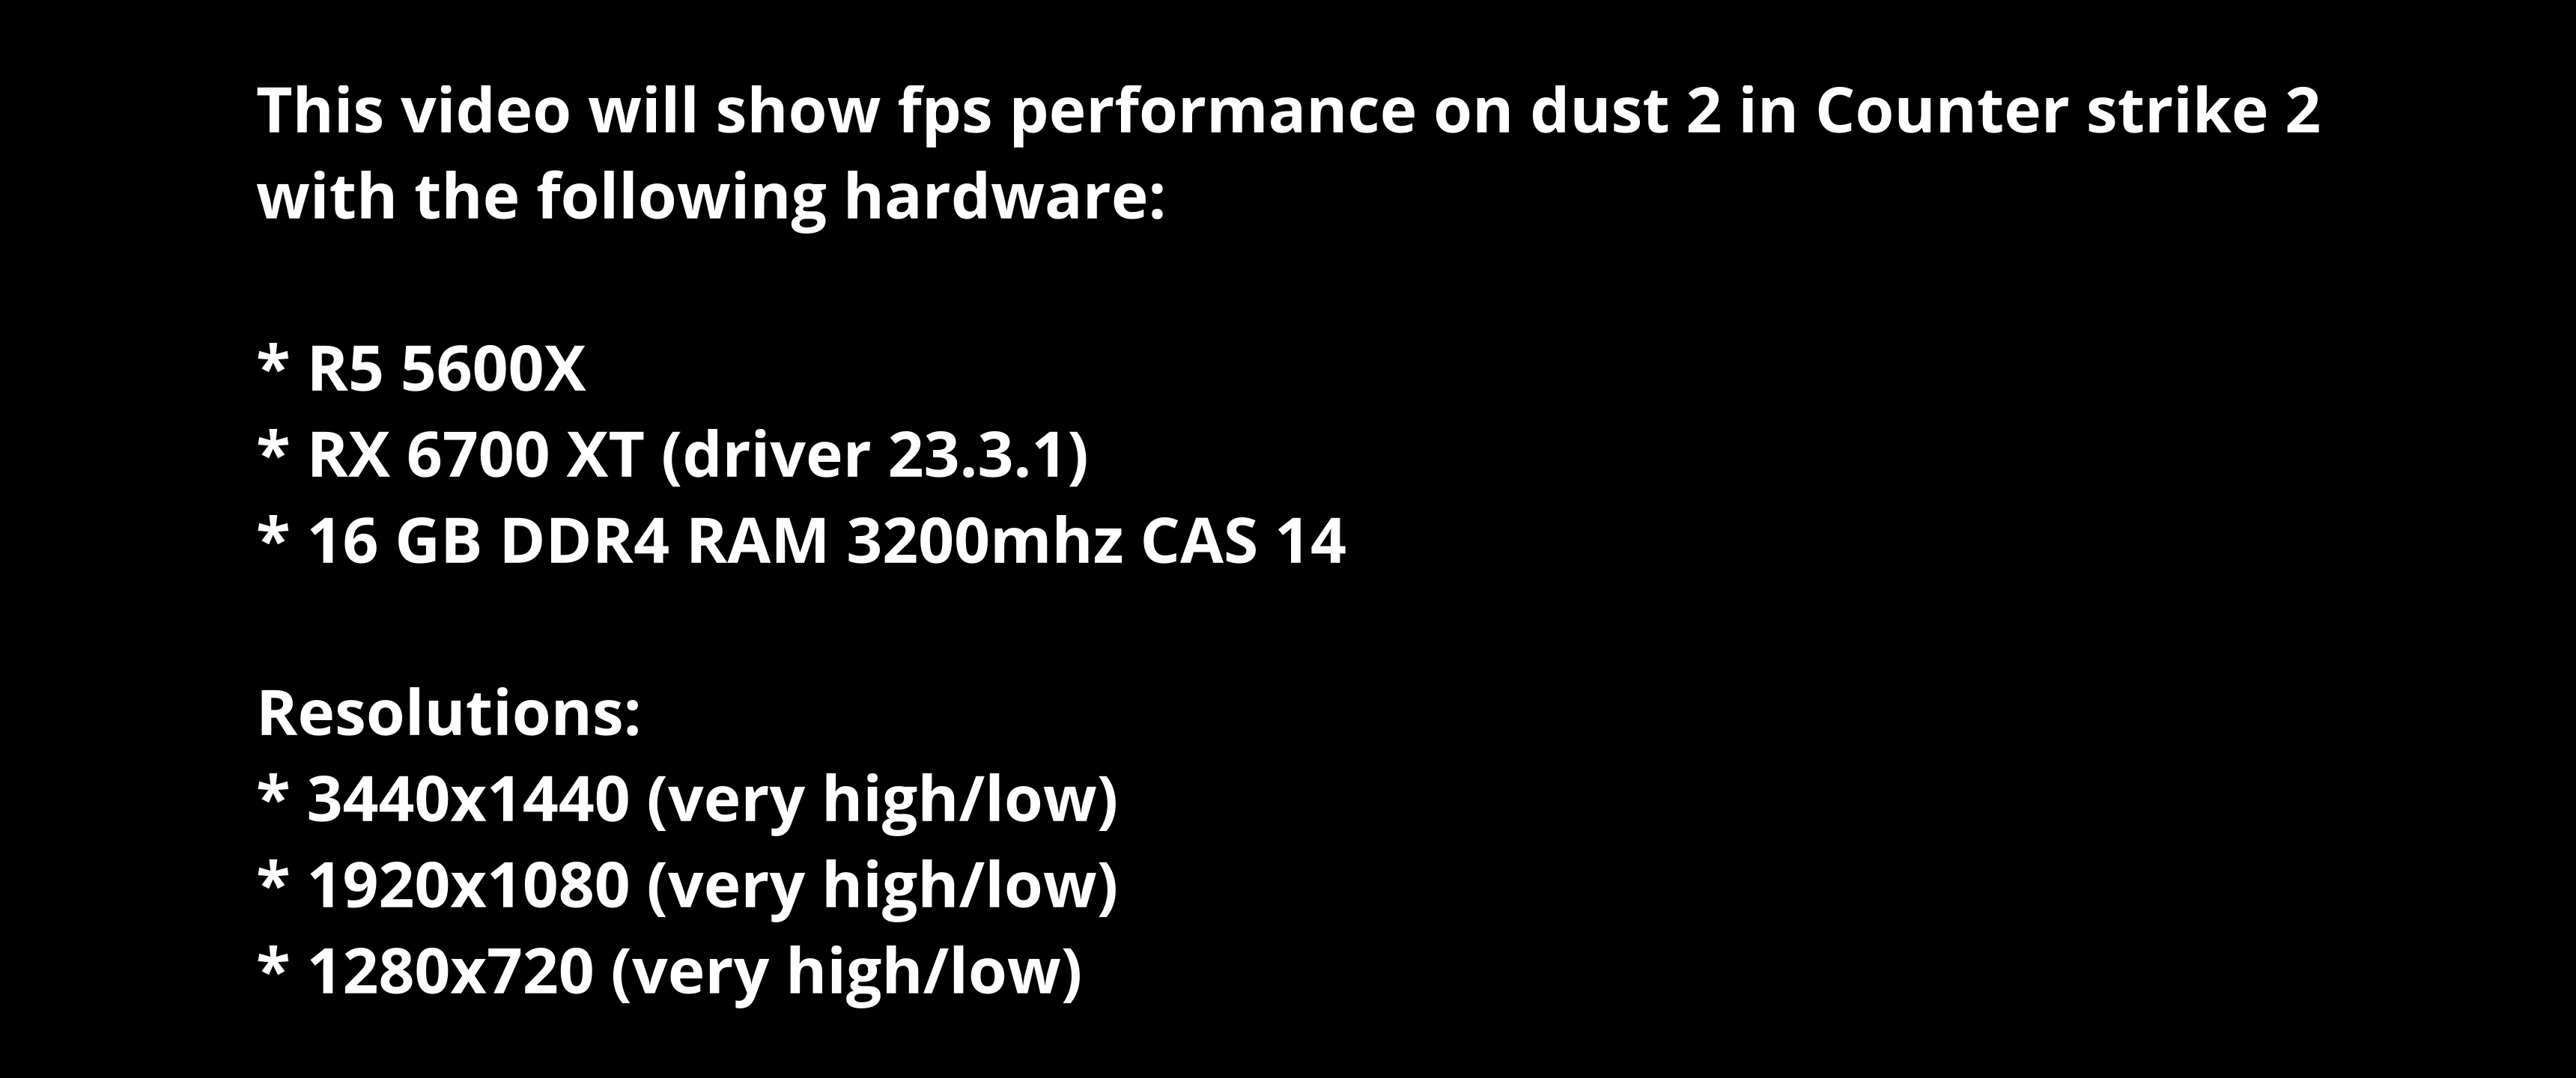 This video will show fps performance on dust 2 in Counter strike 2
with the following hardware:
* R5 5600X
* RX 6700 XT (driver 23.3.1)
* 16 GB DDR4 RAM 3200mhz CAS 14
Resolutions:
* 3440x1440 (very high/low)
* 1920x1080 (very high/low)
* 1280x720 (very high/low)